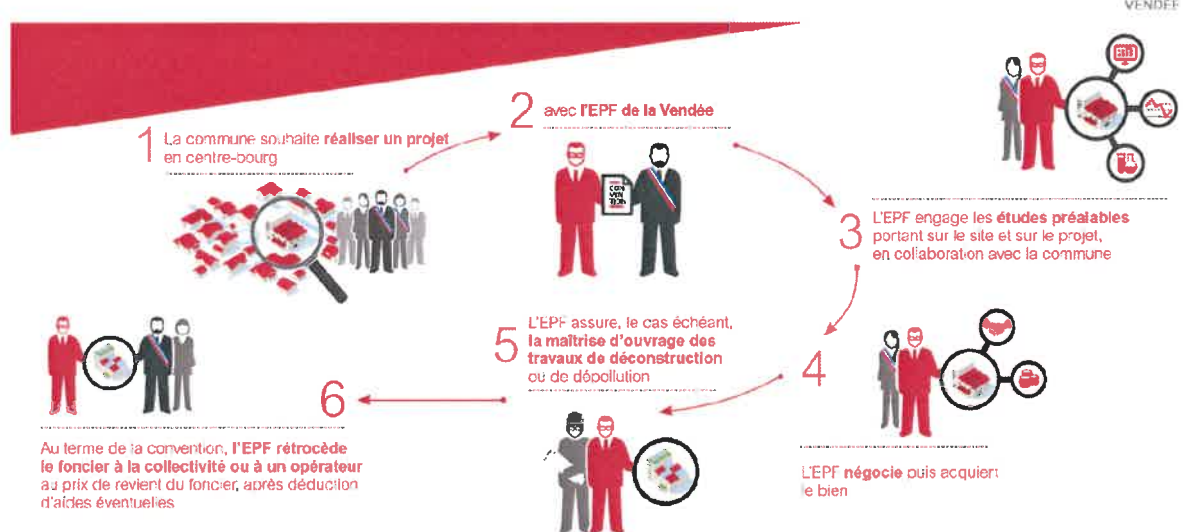 VENDÉE
1 La commune souhaite réaliser un projet
en centre-bourg
2 avec l'EPF de la Vendée
CON
VEN
TION
3 L'EPF engage les études préalables
portant sur le site et sur le projet,
en collaboration avec la commune
4
L'EPF négocie puis acquiert
le bien
5 L'EPF assure, le cas échéant,
la maîtrise d'ouvrage des
travaux de déconstruction
ou de dépollution
6
Au terme de la convention, l'EPF rétrocède
le foncier à la collectivité ou à un opérateur
au prix de revient du foncier, après déduction
d'aides éventuelles